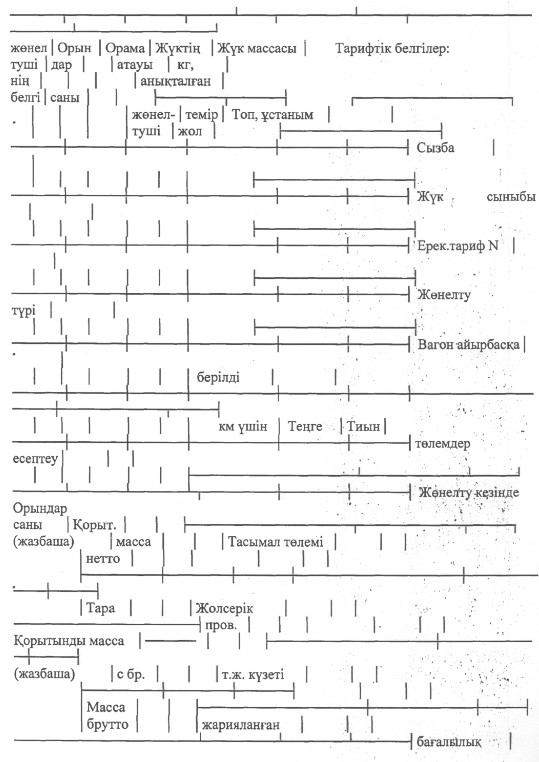 жөнел Орын Орама Жүктің Жүк массасы Тарифтік белгілер:
туші дар атауы кг,
нің анықталған
белгі саны
жөнел- темір Топ, ұстаным
туші жол
Сызба
Жүк сыныбы
Ерек.тариф N
Жөнелту
түрі
Вагон айырбасқа
берілді
км үшін Теңге Тиын
төлемдер
есептеу
Жөнелту кезінде
Орындар
саны Қорыт.
(жазбаша) масса Тасымал төлемі
нетто
Тара Жолсерік
пров.
Қорытынды масса
(жазбаша) с бр. т.ж. күзеті
Масса
брутто жарияланған
бағалылық